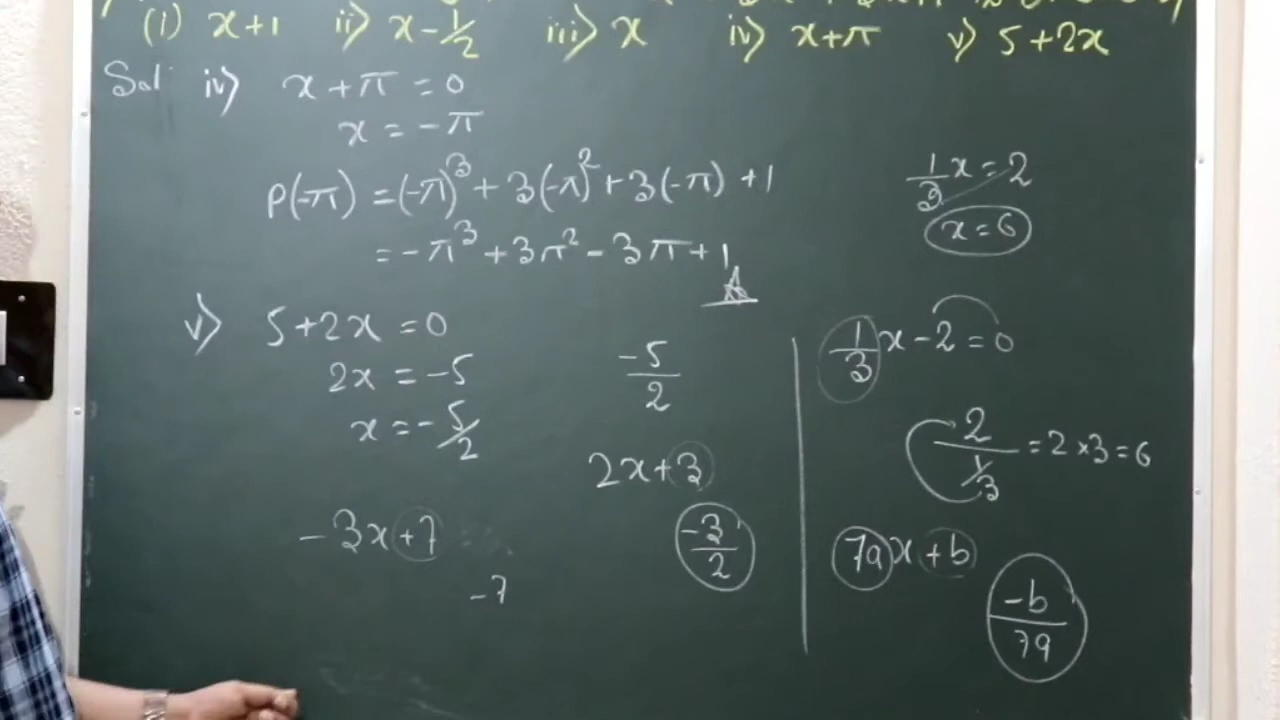 (i) x+1 ii) x-1/2 iii) x iv) x+π v) 5+2x
Sol iv) x+π=0
x=-π
P(-π) =(-π)³+3(-π)²+3(-π)+1
=-π³+3π²-3π+1
v) 5+2x=0
2x=-5
x=-5/2
-3x+7
-7
-5/2
2x+3
-3/2
1/3x=2
x=6
1/3x-2=0
2/(1/3)=2×3=6
7ax+b
-b/7a